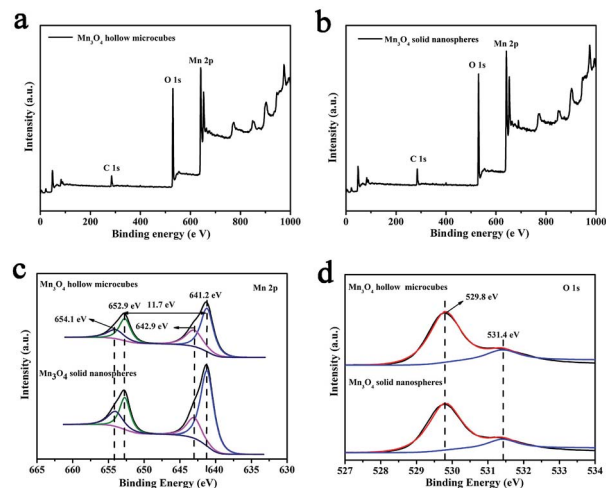 a
Mn3O4 hollow microcubes
Mn 2p
O 1s
C 1s
Intensity (a.u.)
0 200 400 600 800 1000
Binding energy (e V)
b
Mn3O4 solid nanospheres
Mn 2p
O 1s
C 1s
Intensity (a.u.)
0 200 400 600 800 1000
Binding energy (e V)
c
Mn3O4 hollow microcubes
Mn 2p
652.9 eV
11.7 eV
641.2 eV
654.1 eV
642.9 eV
Mn3O4 solid nanospheres
Intensity (a.u.)
665 660 655 650 645 640 635 630
Binding energy (e V)
d
Mn3O4 hollow microcubes
O 1s
529.8 eV
531.4 eV
Mn3O4 solid nanospheres
Intensity (a.u.)
527 528 529 530 531 532 533 534
Binding energy (e V)